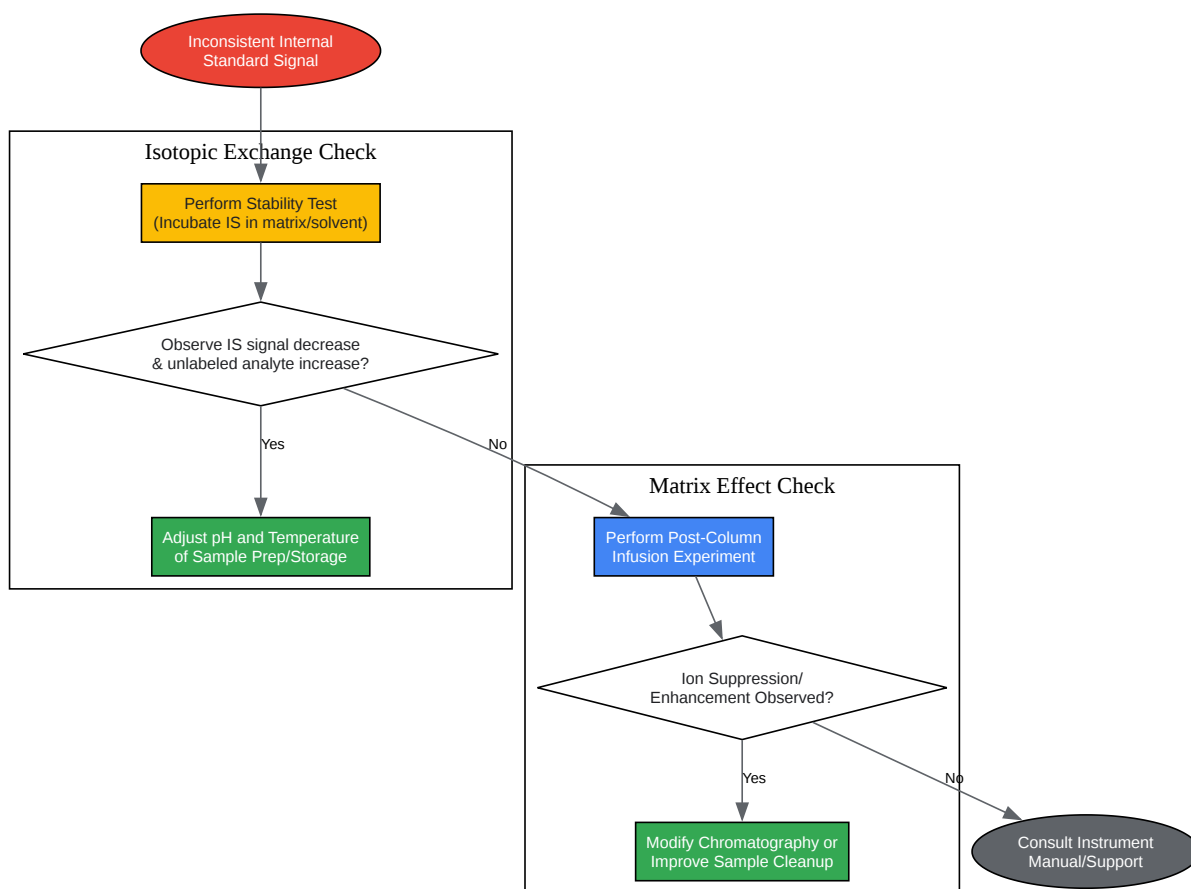 Inconsistent Internal
Standard Signal
Isotopic Exchange Check
Perform Stability Test
(Incubate IS in matrix/solvent)
Observe IS signal decrease
& unlabeled analyte increase?
Yes
No
Adjust pH and Temperature
of Sample Prep/Storage
Matrix Effect Check
Perform Post-Column
Infusion Experiment
Ion Suppression/
Enhancement Observed?
Yes
No
Modify Chromatography or
Improve Sample Cleanup
Consult Instrument
Manual/Support